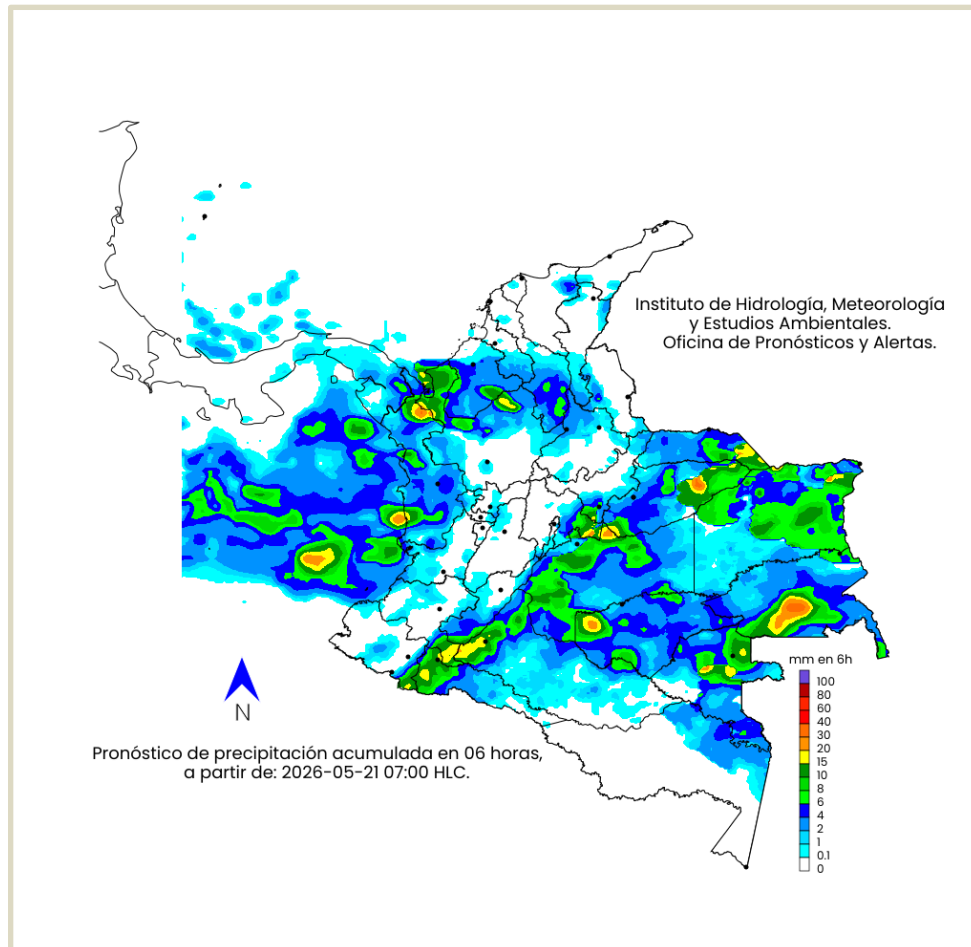 Instituto de Hidrología, Meteorología
y Estudios Ambientales.
Oficina de Pronósticos y Alertas.
mm en 6h
100
80
60
40
30
20
15
10
8
6
4
2
1
0.1
0
N
Pronóstico de precipitación acumulada en 06 horas,
a partir de: 2026-05-21 07:00 HLC.